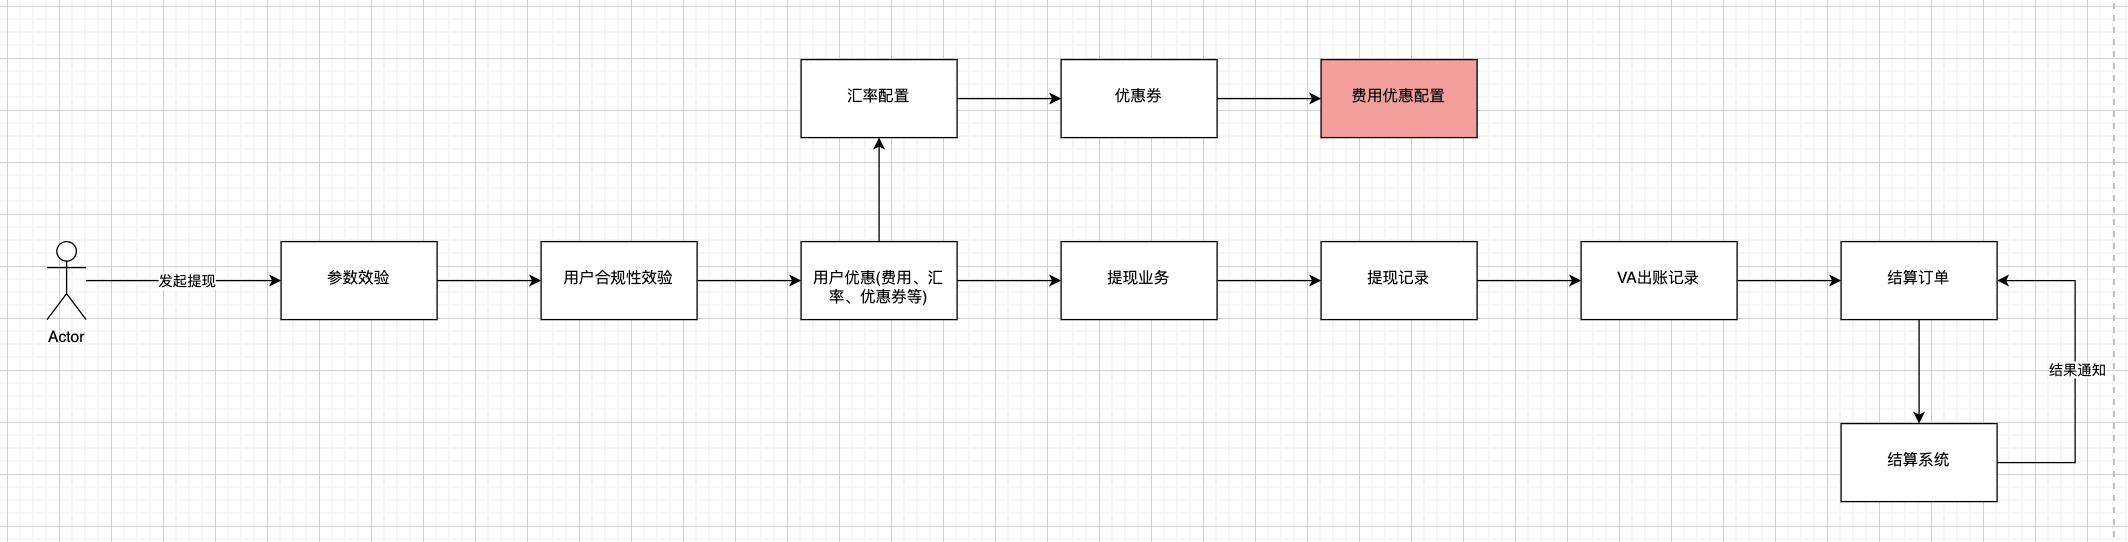 汇率配置
优惠券
费用优惠配置
Actor
发起提现
参数效验
用户合规性效验
用户优惠(费用、汇
率、优惠券等)
提现业务
提现记录
VA出账记录
结算订单
结果通知
结算系统